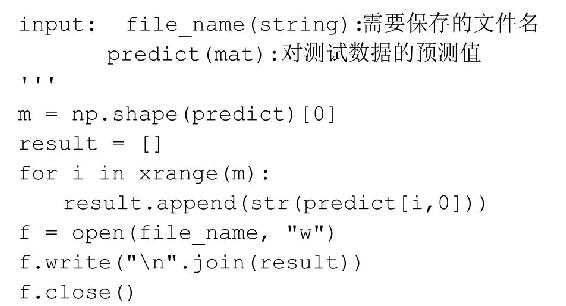 input:  file_name(string):需要保存的文件名
        predict(mat):对测试数据的预测值
'''
m = np.shape(predict)[0]
result = []
for i in xrange(m):
    result.append(str(predict[i,0]))
f = open(file_name, "w")
f.write("\n".join(result))
f.close()